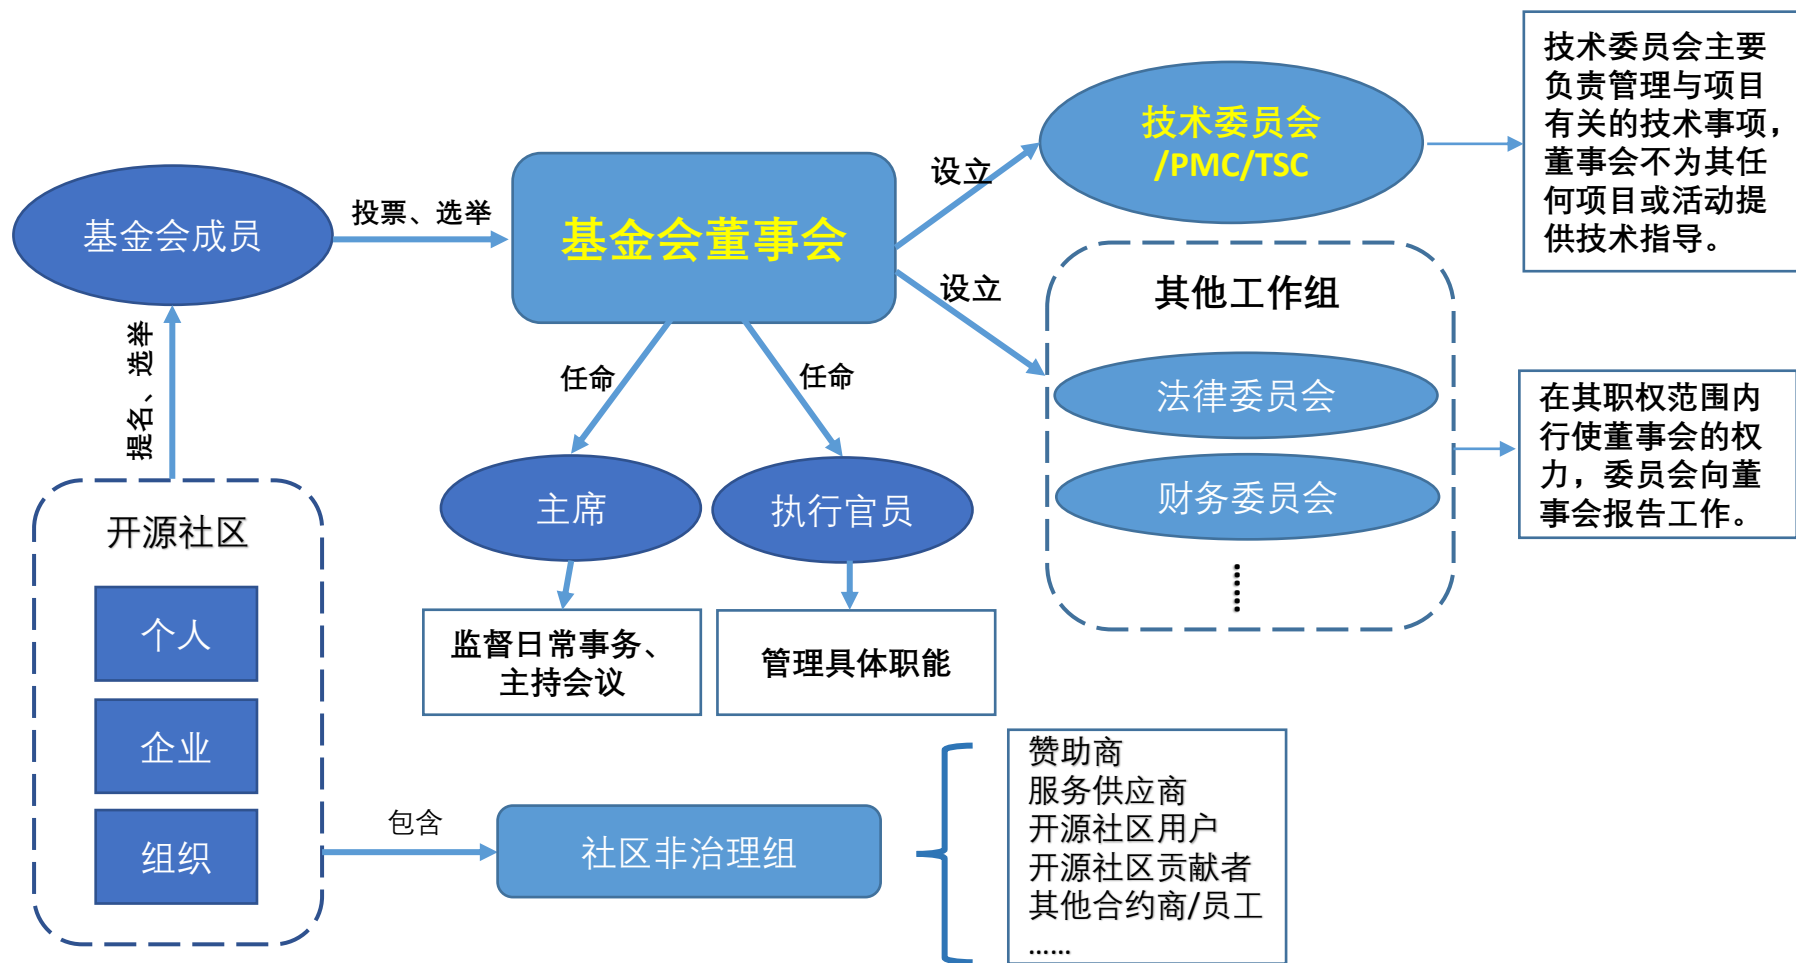 技术委员会主要
负责管理与项目
有关的技术事项，
董事会不为其任
何项目或活动提
供技术指导。
技术委员会
/PMC/TSC
设立
基金会成员
投票、选举
基金会董事会
设立
其他工作组
提名、选举
任命
任命
法律委员会
在其职权范围内
行使董事会的权
力，委员会向董
事会报告工作。
主席
执行官员
财务委员会
......
开源社区
个人
企业
组织
监督日常事务、
主持会议
管理具体职能
包含
社区非治理组
赞助商
服务供应商
开源社区用户
开源社区贡献者
其他合约商/员工
......